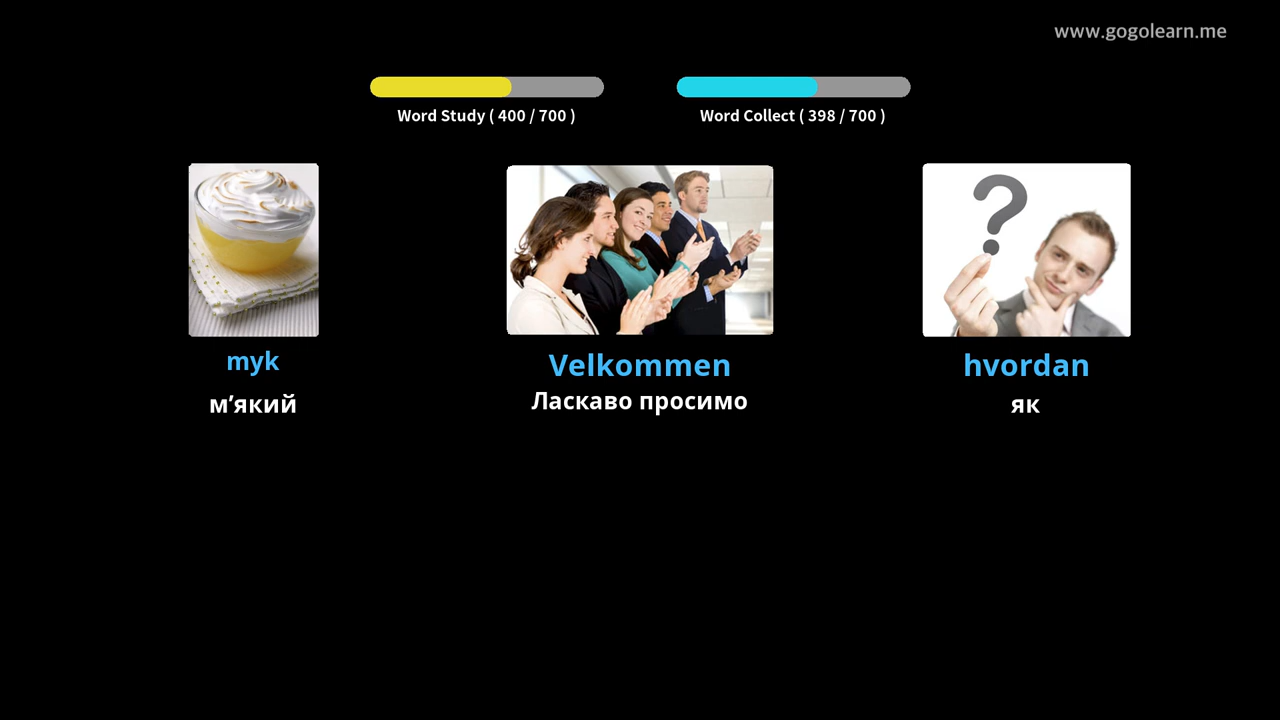 www.gogolearn.me
Word Study ( 400 / 700 )
Word Collect ( 398 / 700 )
myk
м’який
Velkommen
Ласкаво просимо
hvordan
як